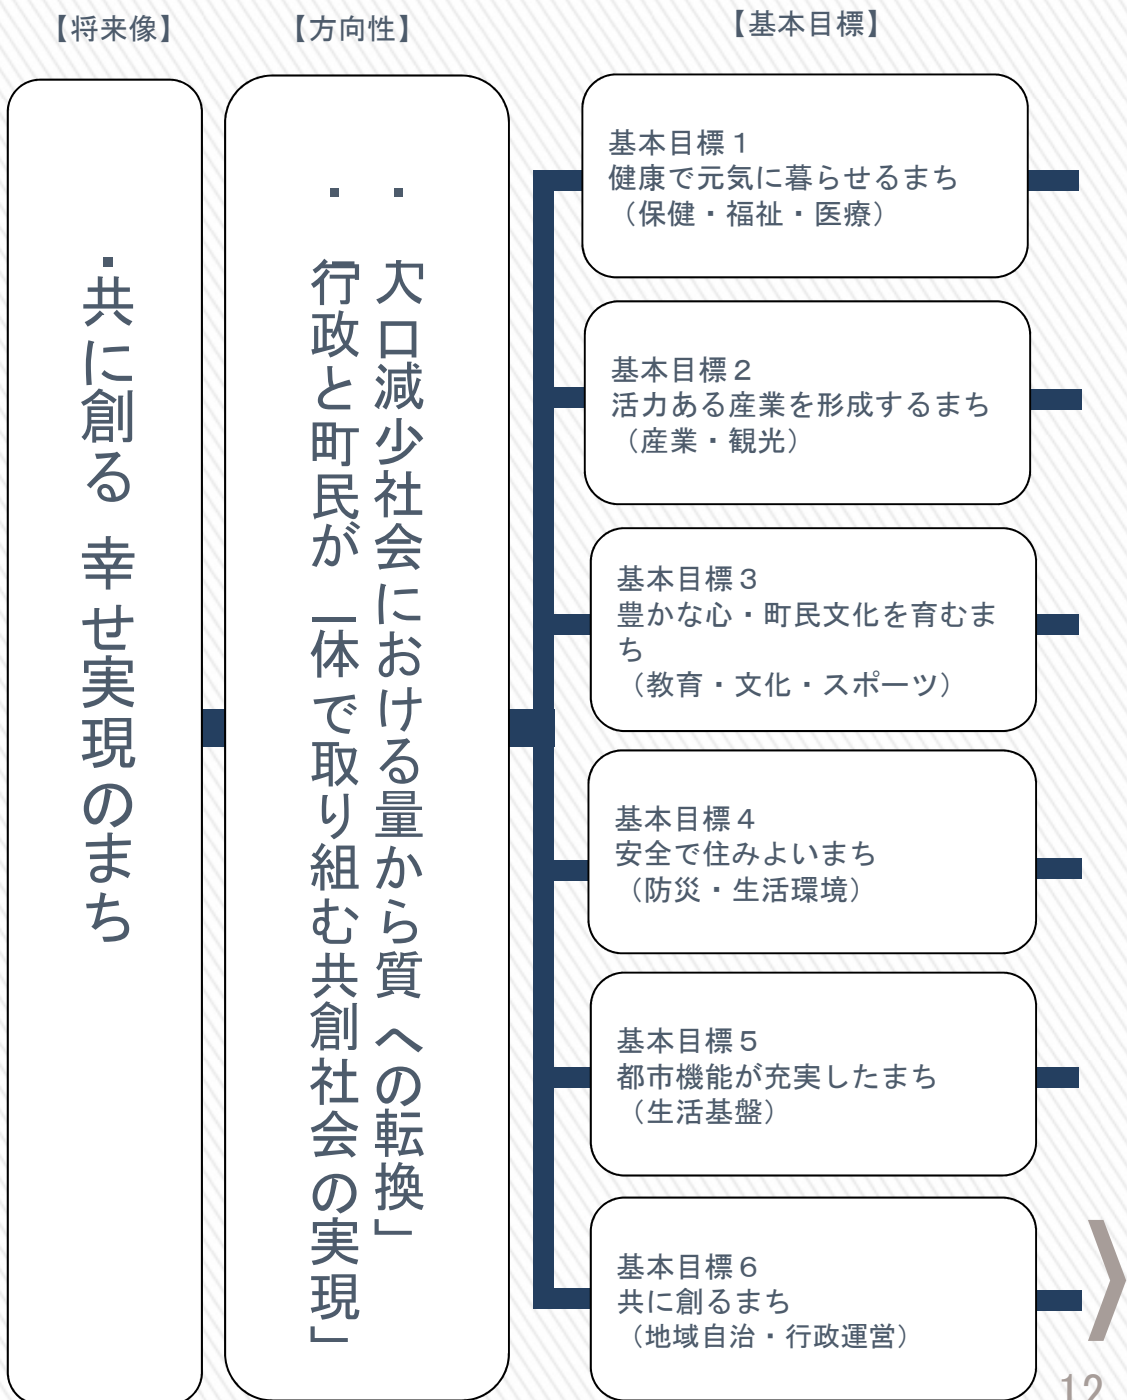 【将来像】
【方向性】
【基本目標】
・共に創る 幸せ実現のまち
・「人口減少社会における量から質への転換」
・「行政と町民が一体で取り組む共創社会の実現」
基本目標１
健康で元気に暮らせるまち
（保健・福祉・医療）
基本目標２
活力ある産業を形成するまち
（産業・観光）
基本目標３
豊かな心・町民文化を育むま
ち
（教育・文化・スポーツ）
基本目標４
安全で住みよいまち
（防災・生活環境）
基本目標５
都市機能が充実したまち
（生活基盤）
基本目標６
共に創るまち
（地域自治・行政運営）
12